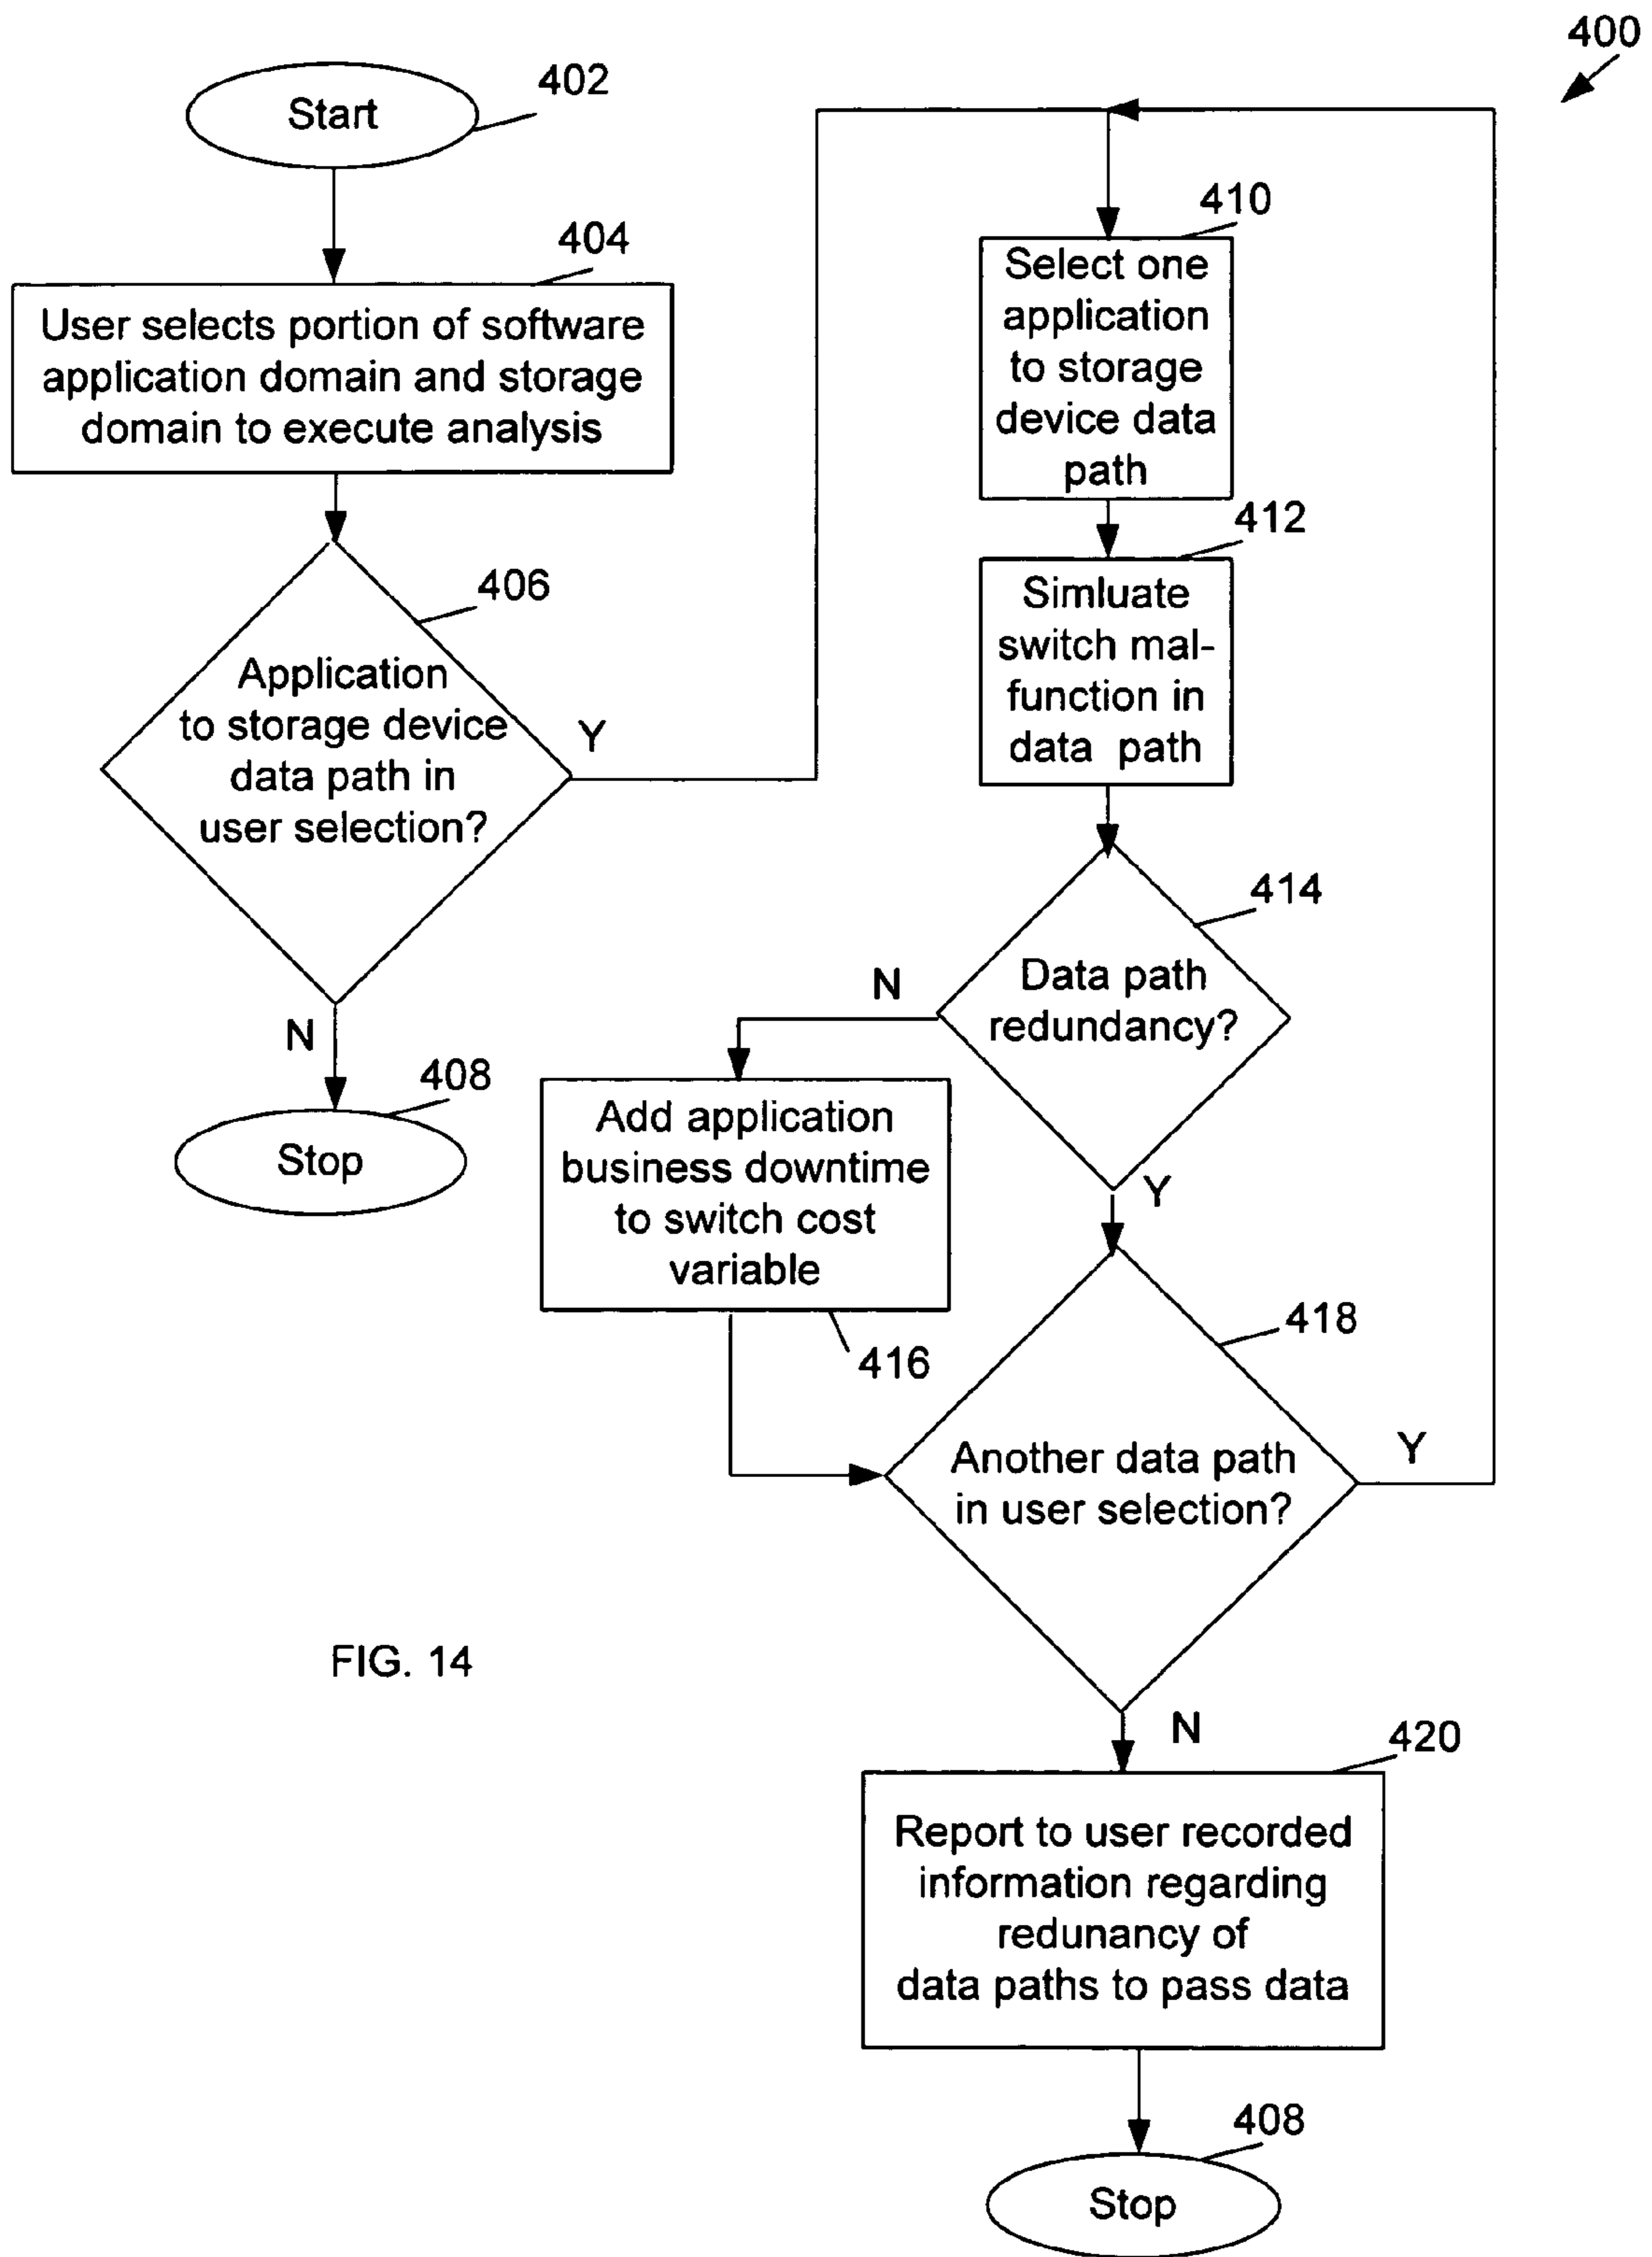 400
Start
402
404
User selects portion of software
application domain and storage
domain to execute analysis
406
Application
to storage device
data path in
user selection?
Y
N
408
Stop
410
Select one
application
to storage
device data
path
412
Simluate
switch mal-
function in
data path
414
Data path
redundancy?
N
Y
Add application
business downtime
to switch cost
variable
416
418
Another data path
in user selection?
Y
N
420
Report to user recorded
information regarding
redunancy of
data paths to pass data
408
Stop
FIG. 14